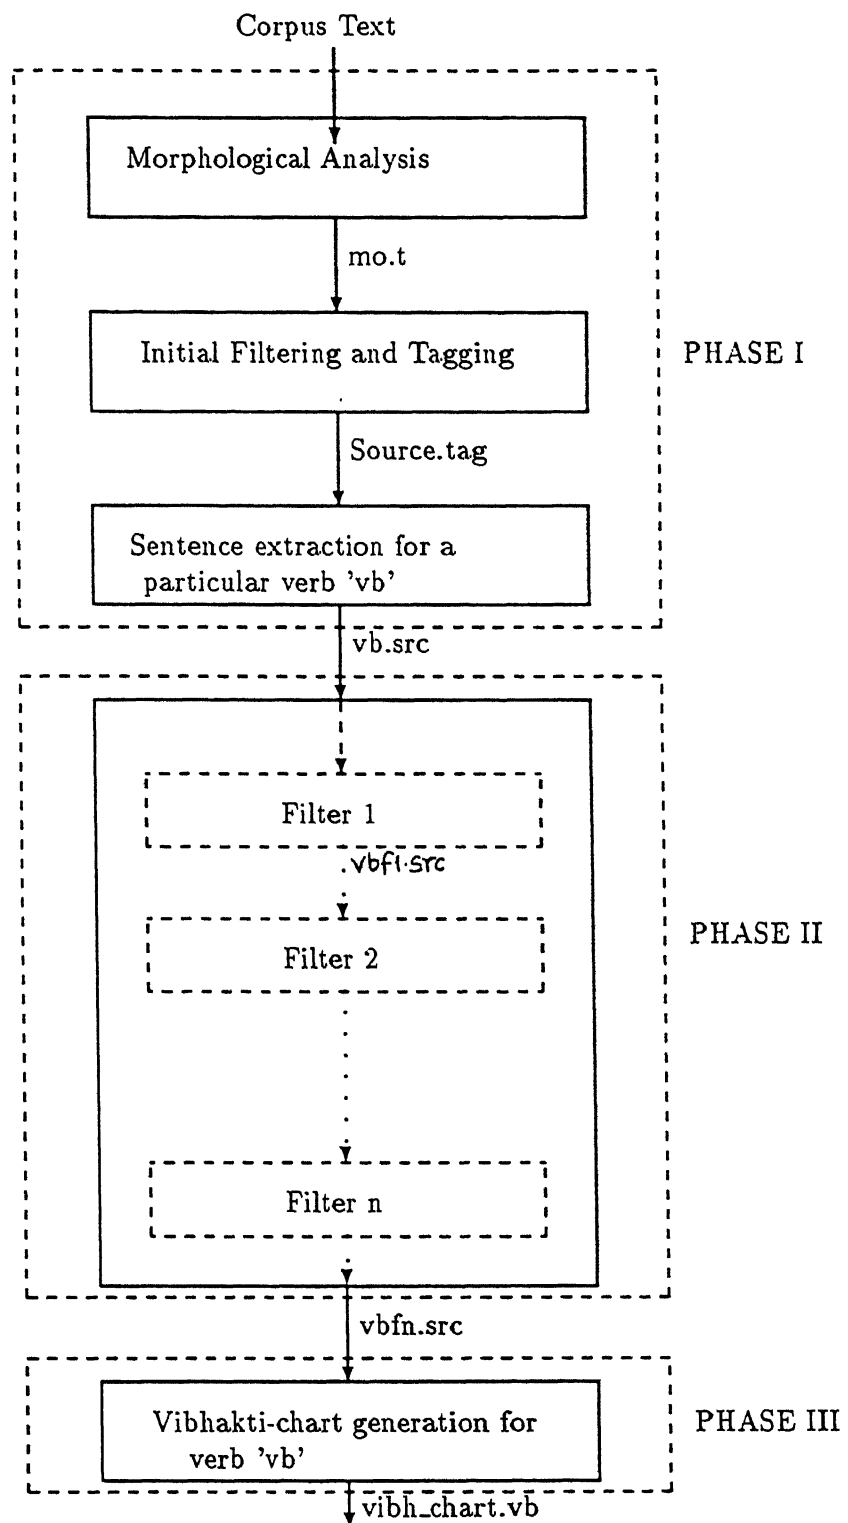 Corpus Text
Morphological Analysis
mo.t
Initial Filtering and Tagging
PHASE I
Source.tag
Sentence extraction for a
particular verb 'vb'
vb.src
Filter 1
vbf1.src
PHASE II
Filter 2
Filter n
vbfn.src
Vibhakti-chart generation for
verb 'vb'
PHASE III
vibh_chart.vb